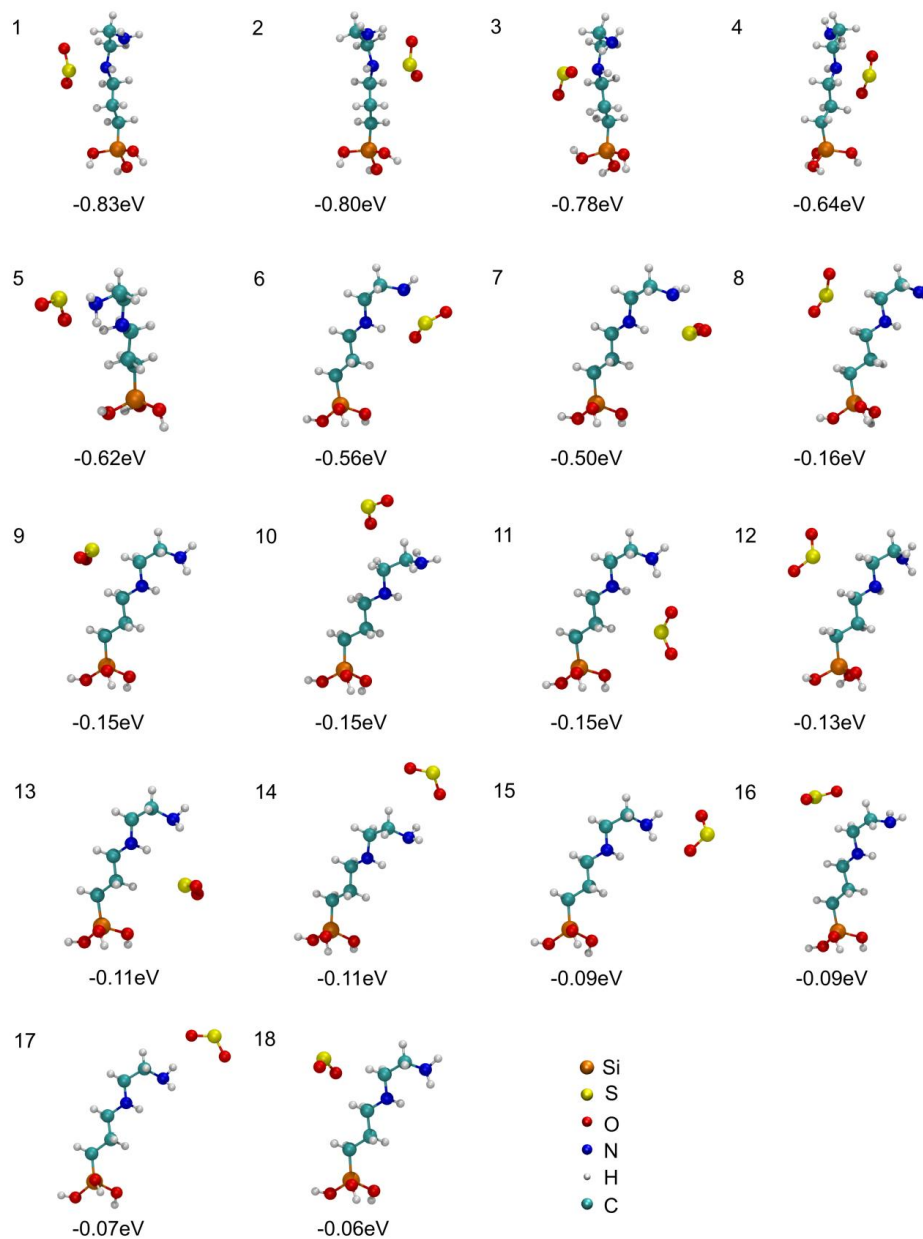 1 2 3 4
-0.83eV -0.80eV -0.78eV -0.64eV
5 6 7 8
-0.62eV -0.56eV -0.50eV -0.16eV
9 10 11 12
-0.15eV -0.15eV -0.15eV -0.13eV
13 14 15 16
-0.11eV -0.11eV -0.09eV -0.09eV
17 18
-0.07eV -0.06eV
Si
S
O
N
H
C